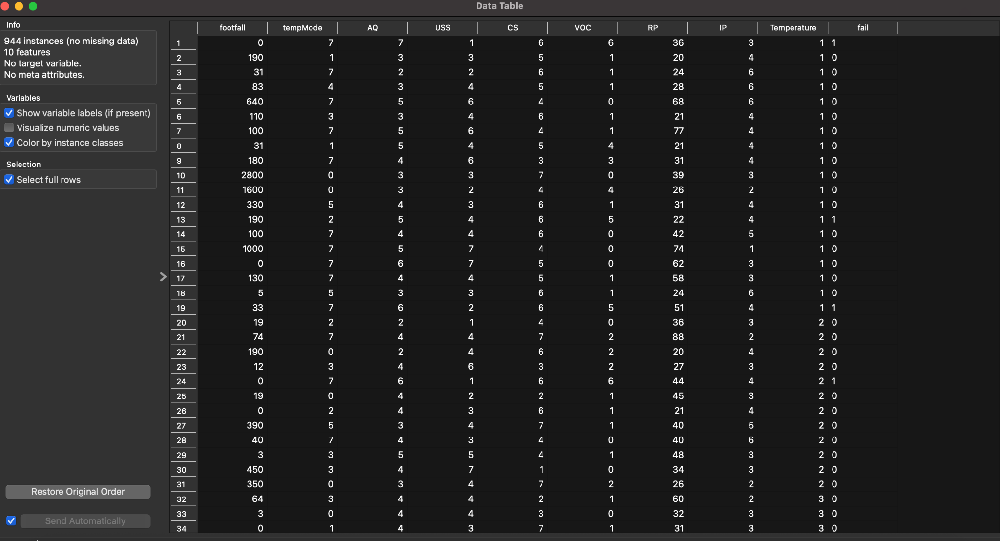 Data Table
Info
944 instances (no missing data)
10 features
No target variable.
No meta attributes.
Variables
Show variable labels (if present)
Visualize numeric values
Color by instance classes
Selection
Select full rows
Restore Original Order
Send Automatically
footfall tempMode AQ USS CS VOC RP IP Temperature fail
1 0 7 7 1 6 6 36 3 1 1
2 190 1 3 3 5 1 20 4 1 0
3 31 7 2 2 6 1 24 6 1 0
4 83 4 3 4 5 1 28 6 1 0
5 640 7 5 6 4 0 68 6 1 0
6 110 3 3 4 6 1 21 4 1 0
7 100 7 5 6 4 1 77 4 1 0
8 31 1 5 4 5 4 21 4 1 0
9 180 7 4 6 3 3 31 4 1 0
10 2800 0 3 3 7 0 39 3 1 0
11 1600 0 3 2 4 4 26 2 1 0
12 330 5 4 3 6 1 31 4 1 0
13 190 2 5 4 6 5 22 4 1 1
14 100 7 4 4 6 0 42 5 1 0
15 1000 7 5 7 4 0 74 1 1 0
16 0 7 6 7 5 0 62 3 1 0
17 130 7 4 4 5 1 58 3 1 0
18 5 5 3 3 6 1 24 6 1 0
19 33 7 6 2 6 5 51 4 1 1
20 19 2 2 1 4 0 36 3 2 0
21 74 7 4 4 7 2 88 2 2 0
22 190 0 2 4 6 2 20 4 2 0
23 12 3 4 6 3 2 27 3 2 0
24 0 7 6 1 6 6 44 4 2 1
25 19 0 4 2 2 1 45 3 2 0
26 0 2 4 3 6 1 21 4 2 0
27 390 5 3 4 7 1 40 5 2 0
28 40 7 4 3 4 0 40 6 2 0
29 3 3 5 5 4 1 48 3 2 0
30 450 3 4 7 1 0 34 3 2 0
31 350 0 3 4 7 2 26 2 2 0
32 64 3 4 4 2 1 60 2 3 0
33 3 0 4 4 3 0 32 3 3 0
34 0 1 4 3 7 1 31 3 3 0